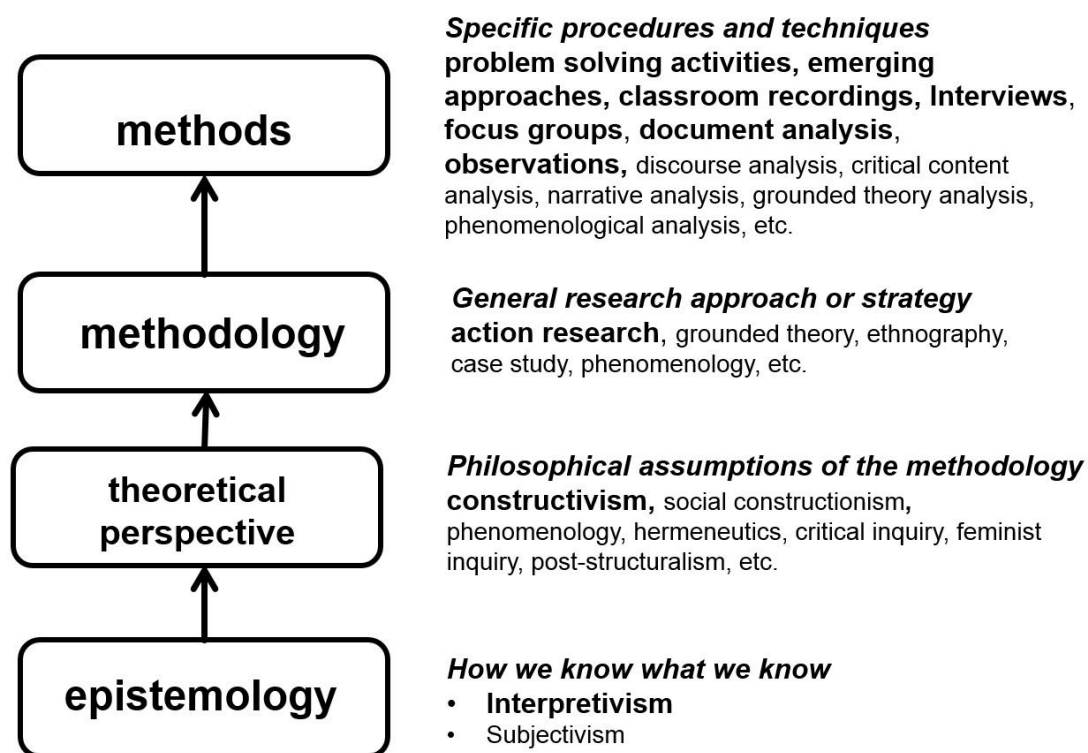 Specific procedures and techniques
problem solving activities, emerging
approaches, classroom recordings, Interviews,
focus groups, document analysis,
observations, discourse analysis, critical content
analysis, narrative analysis, grounded theory analysis,
phenomenological analysis, etc.
methods
General research approach or strategy
action research, grounded theory, ethnography,
case study, phenomenology, etc.
methodology
Philosophical assumptions of the methodology
constructivism, social constructionism,
phenomenology, hermeneutics, critical inquiry, feminist
inquiry, post-structuralism, etc.
theoretical
perspective
How we know what we know
• Interpretivism
• Subjectivism
epistemology